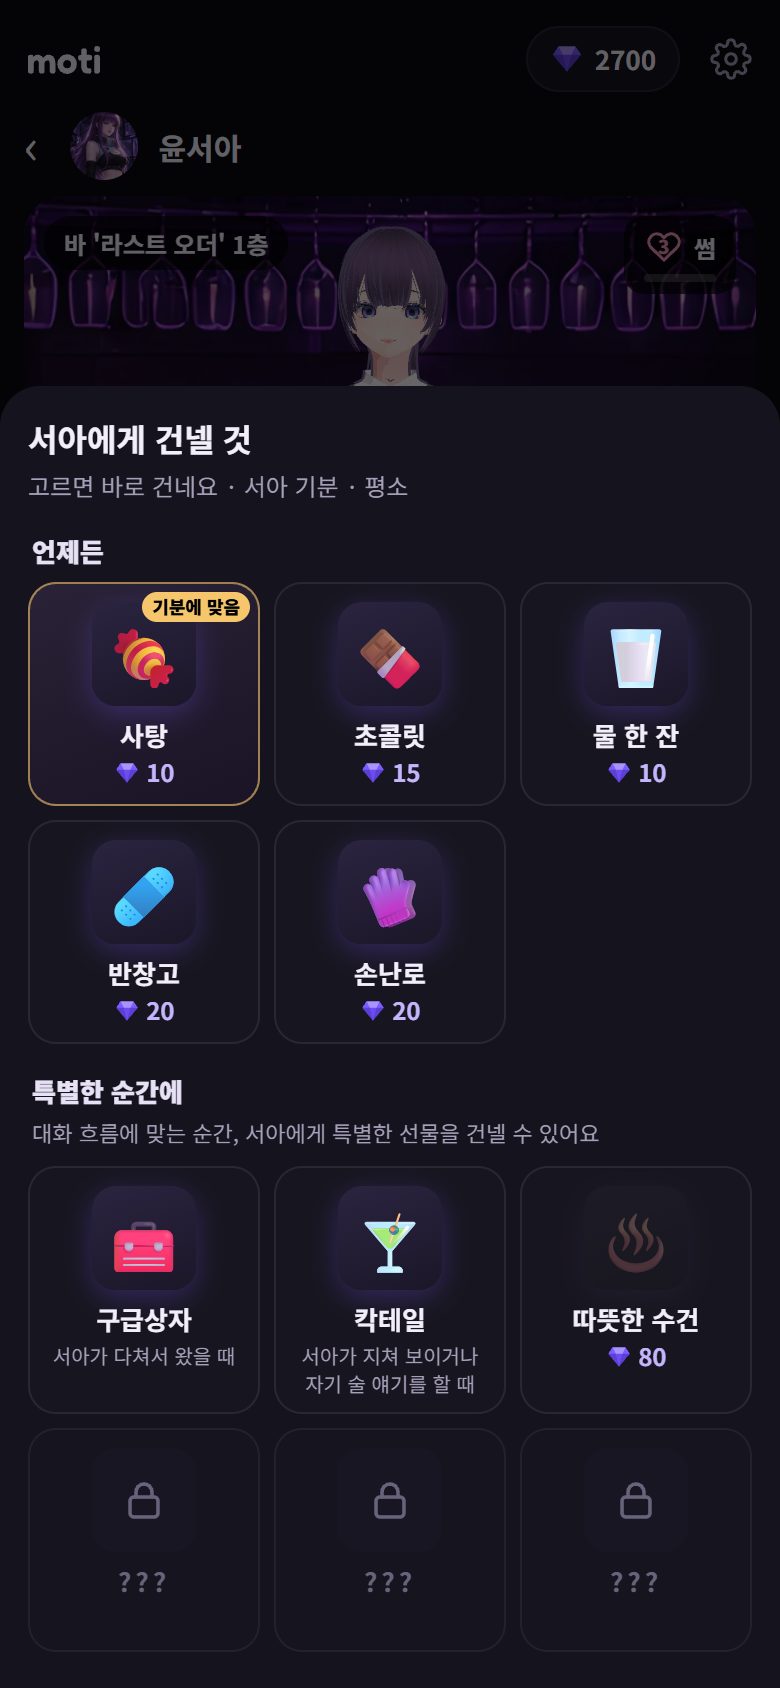 moti
2700
윤서아
바 '라스트 오더' 1층
3 썸
서아에게 건넬 것
고르면 바로 건네요 · 서아 기분 · 평소
언제든
기분에 맞음
사탕
10
초콜릿
15
물 한 잔
10
반창고
20
손난로
20
특별한 순간에
대화 흐름에 맞는 순간, 서아에게 특별한 선물을 건넬 수 있어요
구급상자
서아가 다쳐서 왔을 때
칵테일
서아가 지쳐 보이거나
자기 술 얘기를 할 때
따뜻한 수건
80
???
???
???